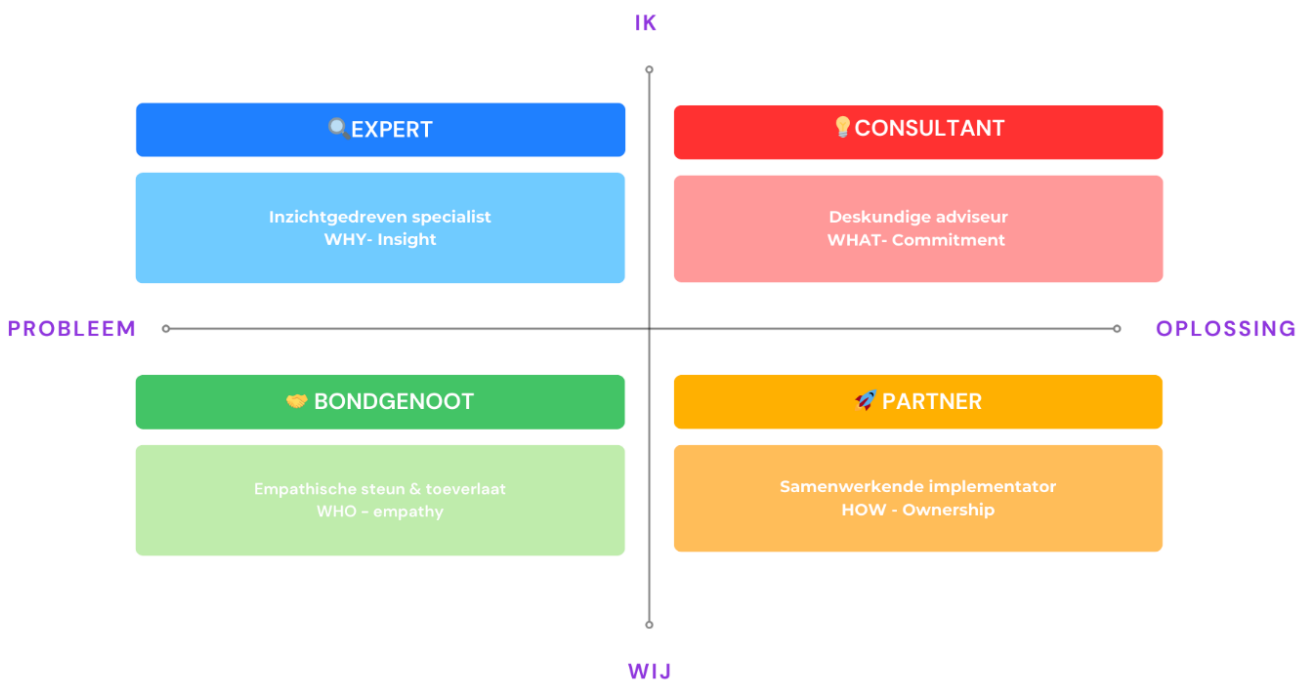 IK
EXPERT
CONSULTANT
Inzichtgedreven specialist
WHY- Insight
Deskundige adviseur
WHAT- Commitment
PROBLEEM
OPLOSSING
BONDGENOOT
PARTNER
Empathische steun & toeverlaat
WHO - empathy
Samenwerkende implementator
HOW - Ownership
WIJ